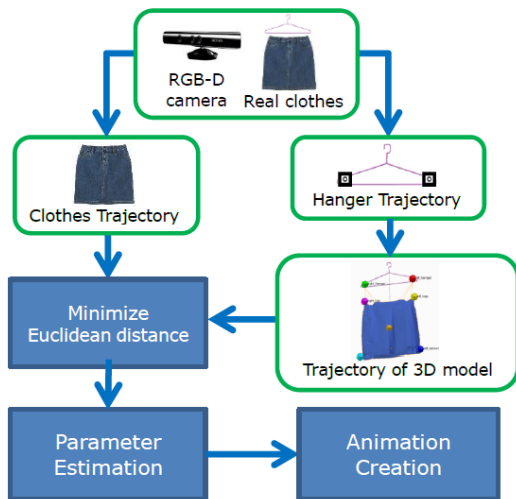 RGB-D
camera
Real clothes
Clothes Trajectory
Hanger Trajectory
Minimize
Euclidean distance
Trajectory of 3D model
Parameter
Estimation
Animation
Creation